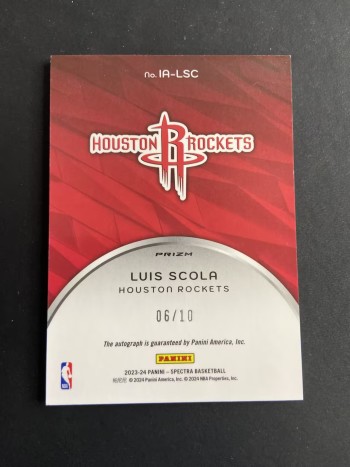 No. IA-LSC
HOUSTON ROCKETS
PRIZM
LUIS SCOLA
HOUSTON ROCKETS
06/10
The autograph is guaranteed by Panini America, Inc.
PANINI
2023-24 PANINI – SPECTRA BASKETBALL
© 2024 Panini America, Inc. © 2024 NBA Properties, Inc.